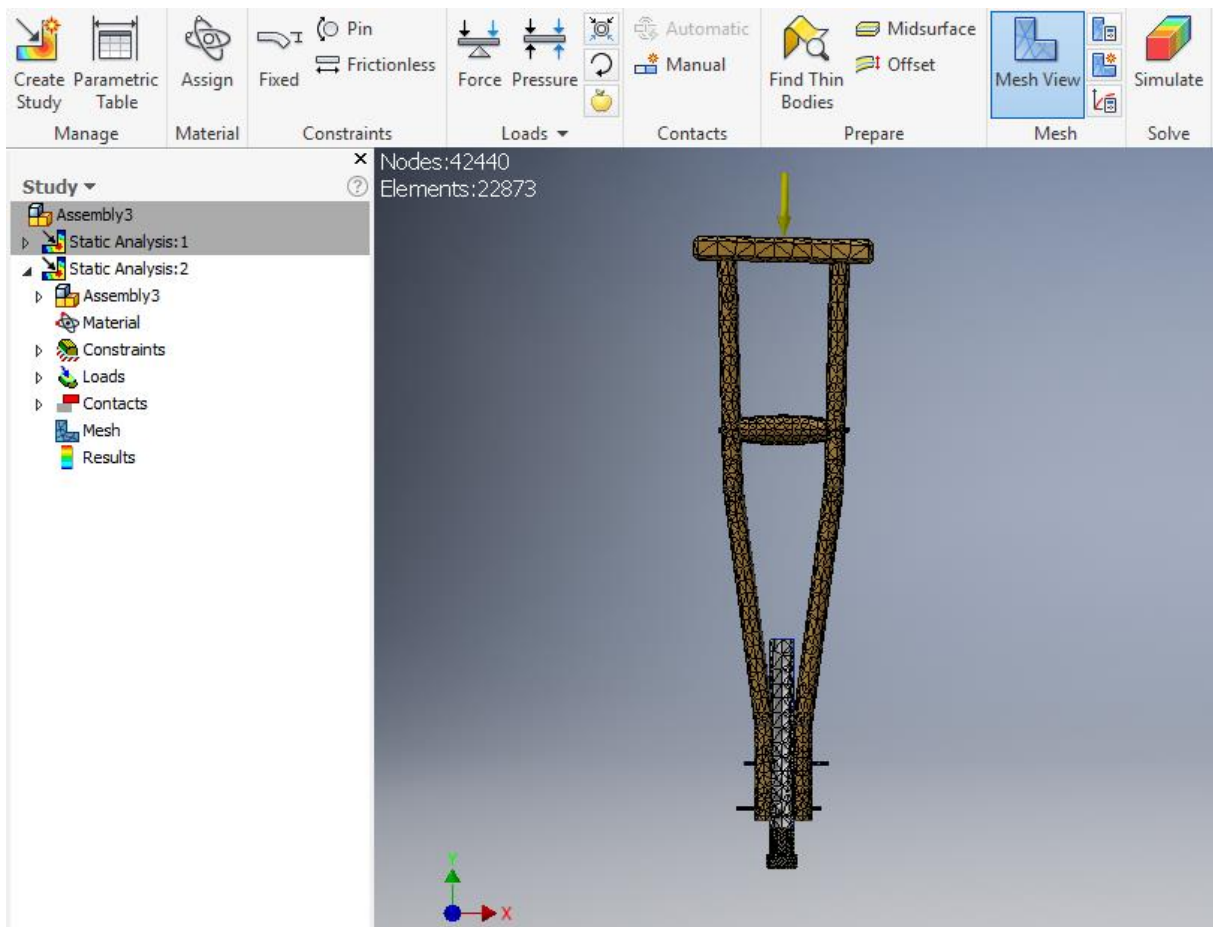 Create Study
Parametric Table
Manage
Assign
Material
Fixed
Pin
Frictionless
Constraints
Force
Pressure
Loads
Automatic
Manual
Contacts
Find Thin Bodies
Midsurface
Offset
Prepare
Mesh View
Mesh
Simulate
Solve
Study
Assembly3
Static Analysis:1
Static Analysis:2
Assembly3
Material
Constraints
Loads
Contacts
Mesh
Results
Nodes:42440
Elements:22873
Y
X